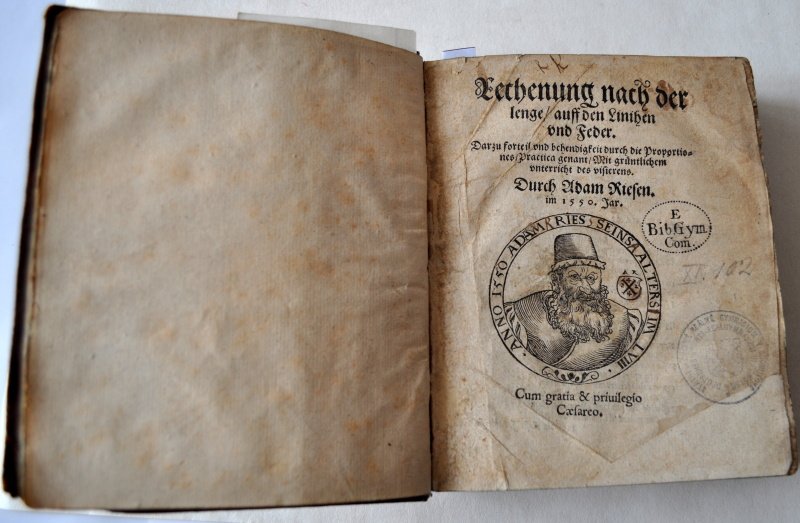 Rechenung nach der
lenge / auff den Linihen
vnd Feder.
Darzu forteil vnd behendigkeit durch die Proportio-
nes / Practica genant / Mit grüntlichem
vnterricht des visierens.
Durch Adam Riesen.
im 1550. Jar.
· ANNO 1550 ADAM RIES SEINS ALTERS IM LVIII
A R
E
Bib. Gym.
Com.
102
Cum gratia & priuilegio
Cæsareo.